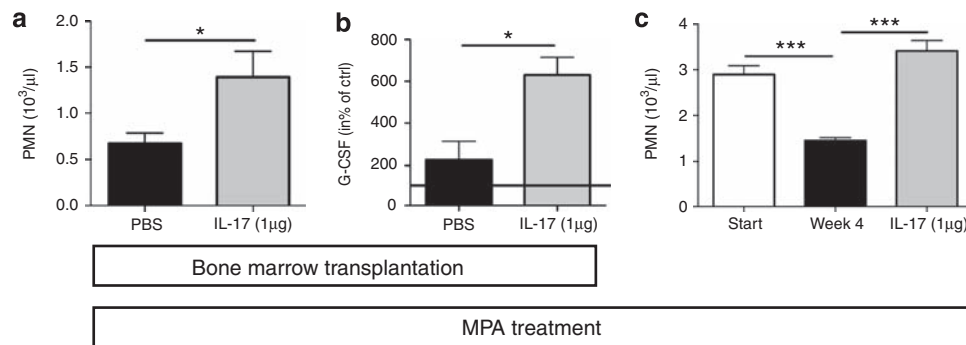 a
2.0
1.5
1.0
0.5
0.0
PMN (10³/µl)
*
PBS IL-17 (1µg)
b
800
600
400
200
0
G-CSF (in% of ctrl)
*
PBS IL-17 (1µg)
c
4
3
2
1
0
PMN (10³/µl)
*** ***
Start Week 4 IL-17 (1µg)
Bone marrow transplantation
MPA treatment